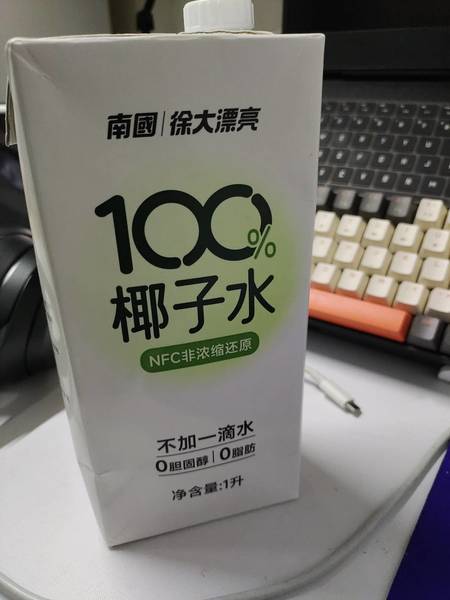 南國|徐大漂亮
100%
椰子水
NFC非浓缩还原
不加一滴水
0胆固醇|0脂肪
净含量:1升